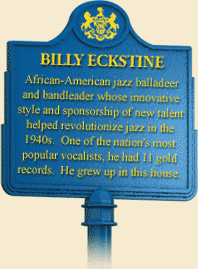 BILLY ECKSTINE
African-American jazz balladeer
and bandleader whose innovative
style and sponsorship of new talent
helped revolutionize jazz in the
1940s. One of the nation's most
popular vocalists, he had 11 gold
records. He grew up in this house